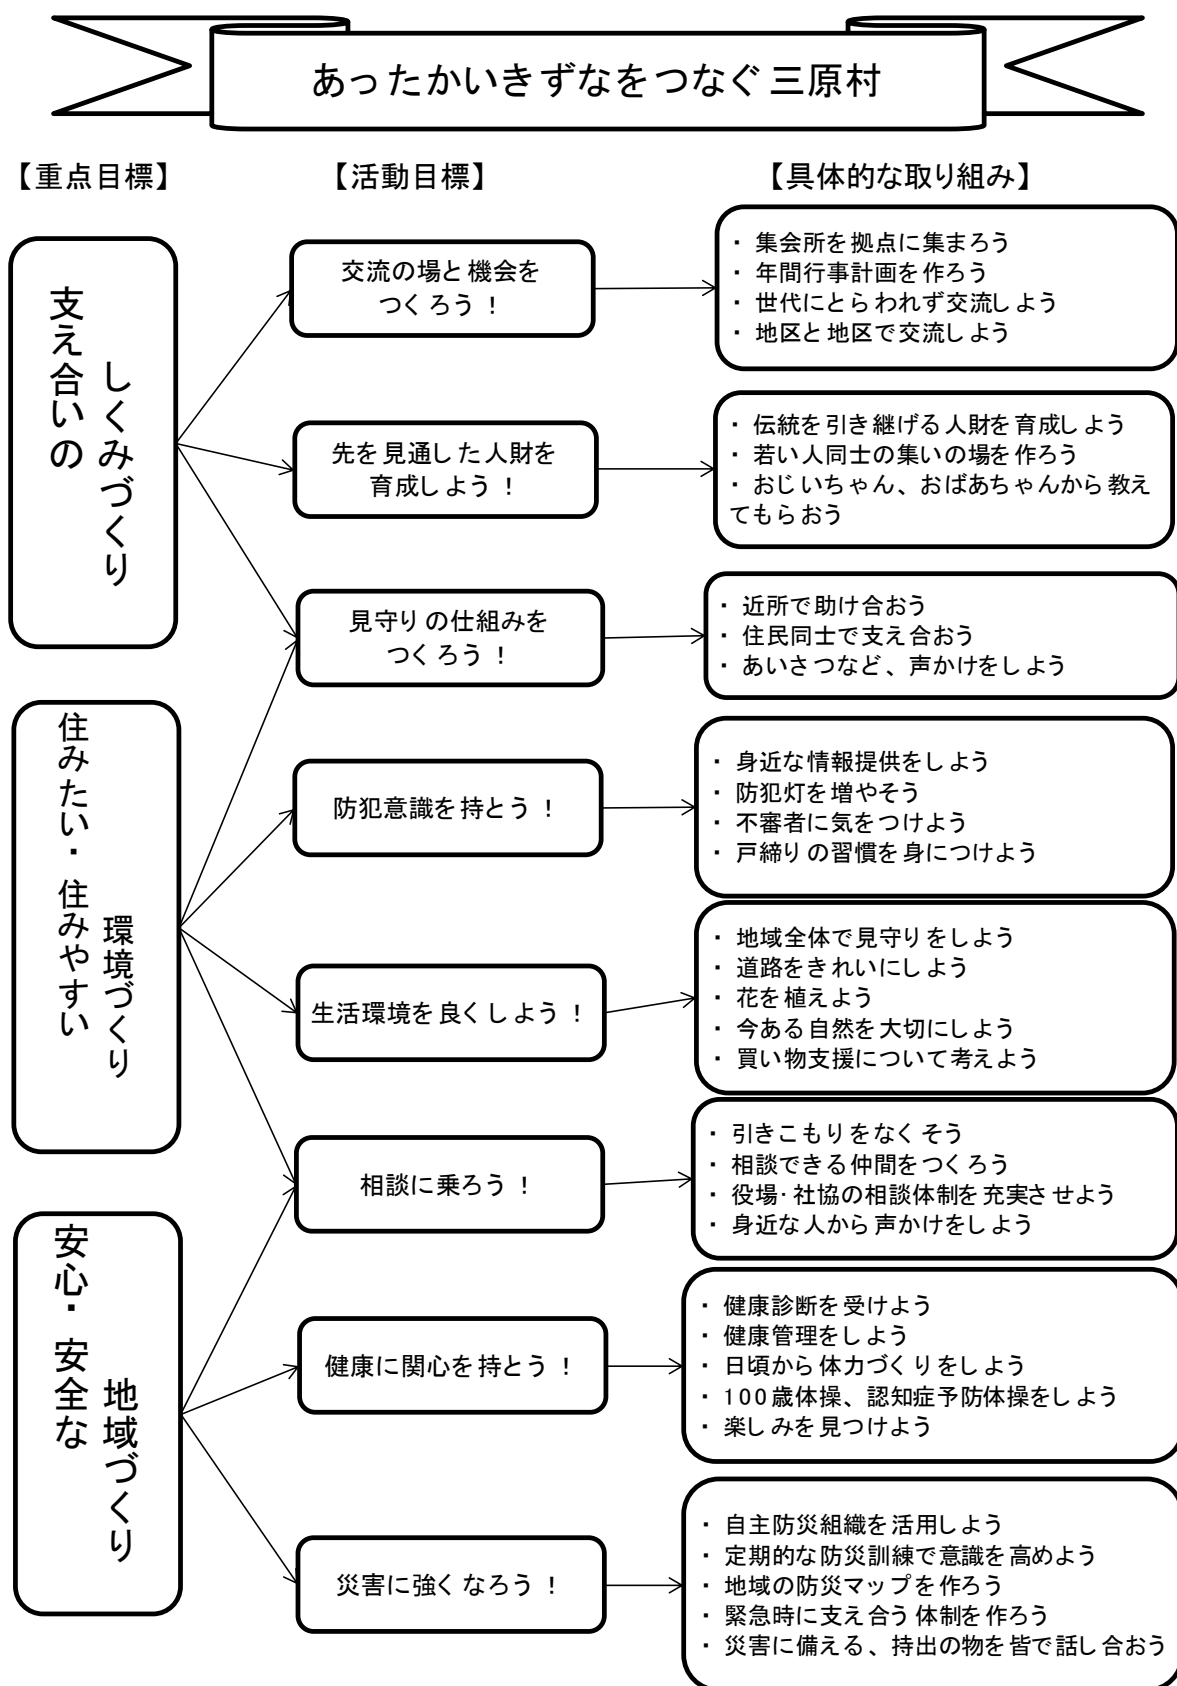 あったかいきずなをつなぐ三原村
【重点目標】
【活動目標】
【具体的な取り組み】
支え合いの
しくみづくり
交流の場と機会を
つくろう！
・ 集会所を拠点に集まろう
・ 年間行事計画を作ろう
・ 世代にとらわれず交流しよう
・ 地区と地区で交流しよう
先を見通した人財を
育成しよう！
・ 伝統を引き継げる人財を育成しよう
・ 若い人同士の集いの場を作ろう
・ おじいちゃん、おばあちゃんから教え
てもらおう
見守りの仕組みを
つくろう！
・ 近所で助け合おう
・ 住民同士で支え合おう
・ あいさつなど、声かけをしよう
住みたい・住みやすい
環境づくり
防犯意識を持とう！
・ 身近な情報提供をしよう
・ 防犯灯を増やそう
・ 不審者に気をつけよう
・ 戸締りの習慣を身につけよう
生活環境を良くしよう！
・ 地域全体で見守りをしよう
・ 道路をきれいにしよう
・ 花を植えよう
・ 今ある自然を大切にしよう
・ 買い物支援について考えよう
相談に乗ろう！
・ 引きこもりをなくそう
・ 相談できる仲間をつくろう
・ 役場・社協の相談体制を充実させよう
・ 身近な人から声かけをしよう
安心・安全な
地域づくり
健康に関心を持とう！
・ 健康診断を受けよう
・ 健康管理をしよう
・ 日頃から体力づくりをしよう
・ 100歳体操、認知症予防体操をしよう
・ 楽しみを見つけよう
災害に強くなろう！
・ 自主防災組織を活用しよう
・ 定期的な防災訓練で意識を高めよう
・ 地域の防災マップを作ろう
・ 緊急時に支え合う体制を作ろう
・ 災害に備える、持出の物を皆で話し合おう